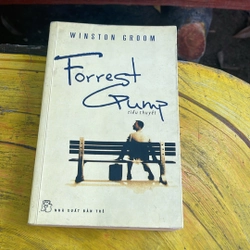 WINSTON GROOM
Forrest
Gump
tiểu thuyết
NHÀ XUẤT BẢN TRẺ